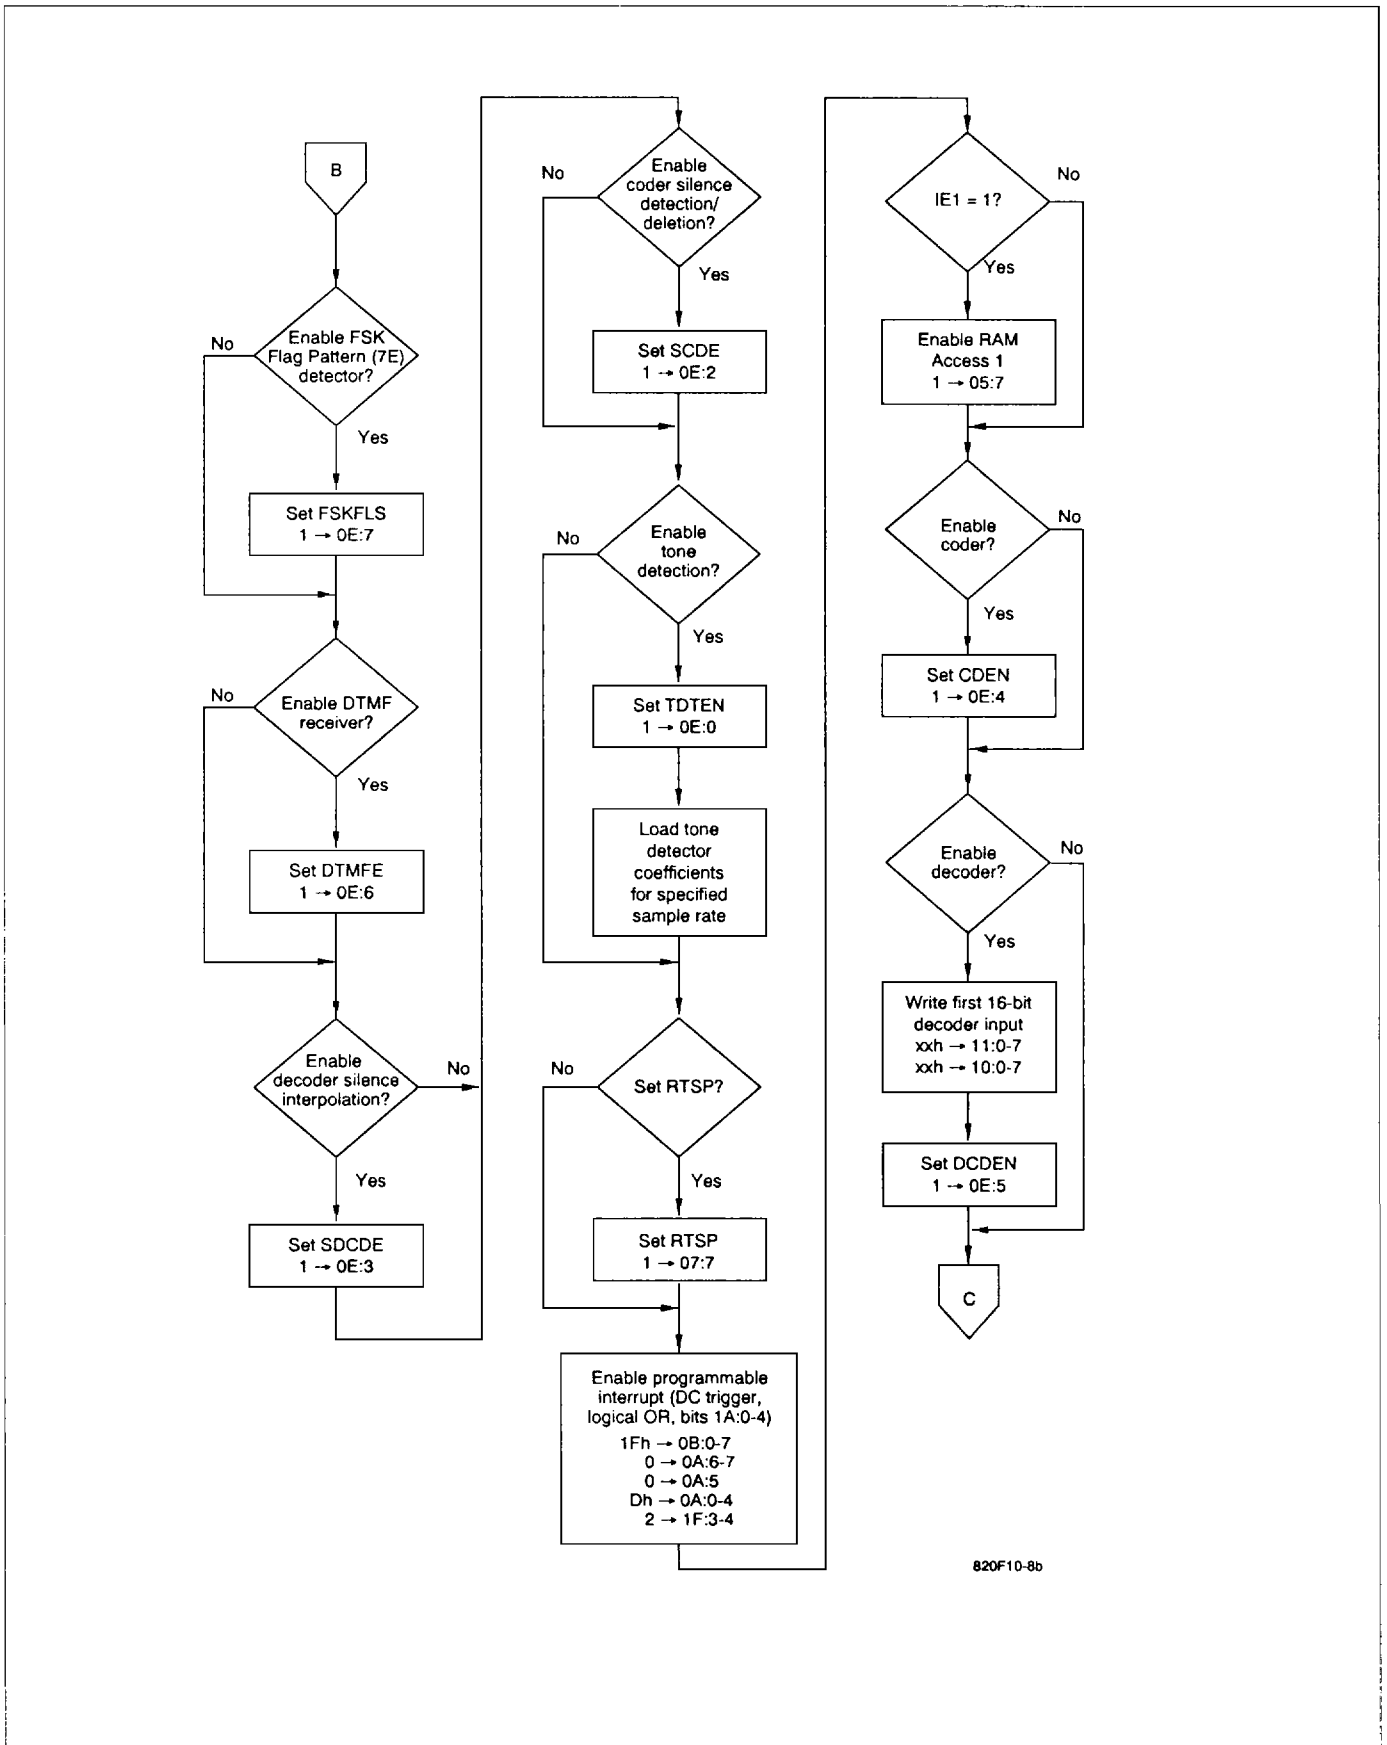 B
Enable FSK
Flag Pattern (7E)
detector?
No
Yes
Set FSKFLS
1 → 0E:7
Enable DTMF
receiver?
No
Yes
Set DTMFE
1 → 0E:6
Enable
decoder silence
interpolation?
No
Yes
Set SDCDE
1 → 0E:3
Enable
coder silence
detection/
deletion?
No
Yes
Set SCDE
1 → 0E:2
Enable
tone
detection?
No
Yes
Set TDTEN
1 → 0E:0
Load tone
detector
coefficients
for specified
sample rate
Set RTSP?
No
Yes
Set RTSP
1 → 07:7
Enable programmable
interrupt (DC trigger,
logical OR, bits 1A:0-4)
1Fh → 0B:0-7
0 → 0A:6-7
0 → 0A:5
Dh → 0A:0-4
2 → 1F:3-4
IE1 = 1?
No
Yes
Enable RAM
Access 1
1 → 05:7
Enable
coder?
No
Yes
Set CDEN
1 → 0E:4
Enable
decoder?
No
Yes
Write first 16-bit
decoder input
xxh → 11:0-7
xxh → 10:0-7
Set DCDEN
1 → 0E:5
C
820F10-8b